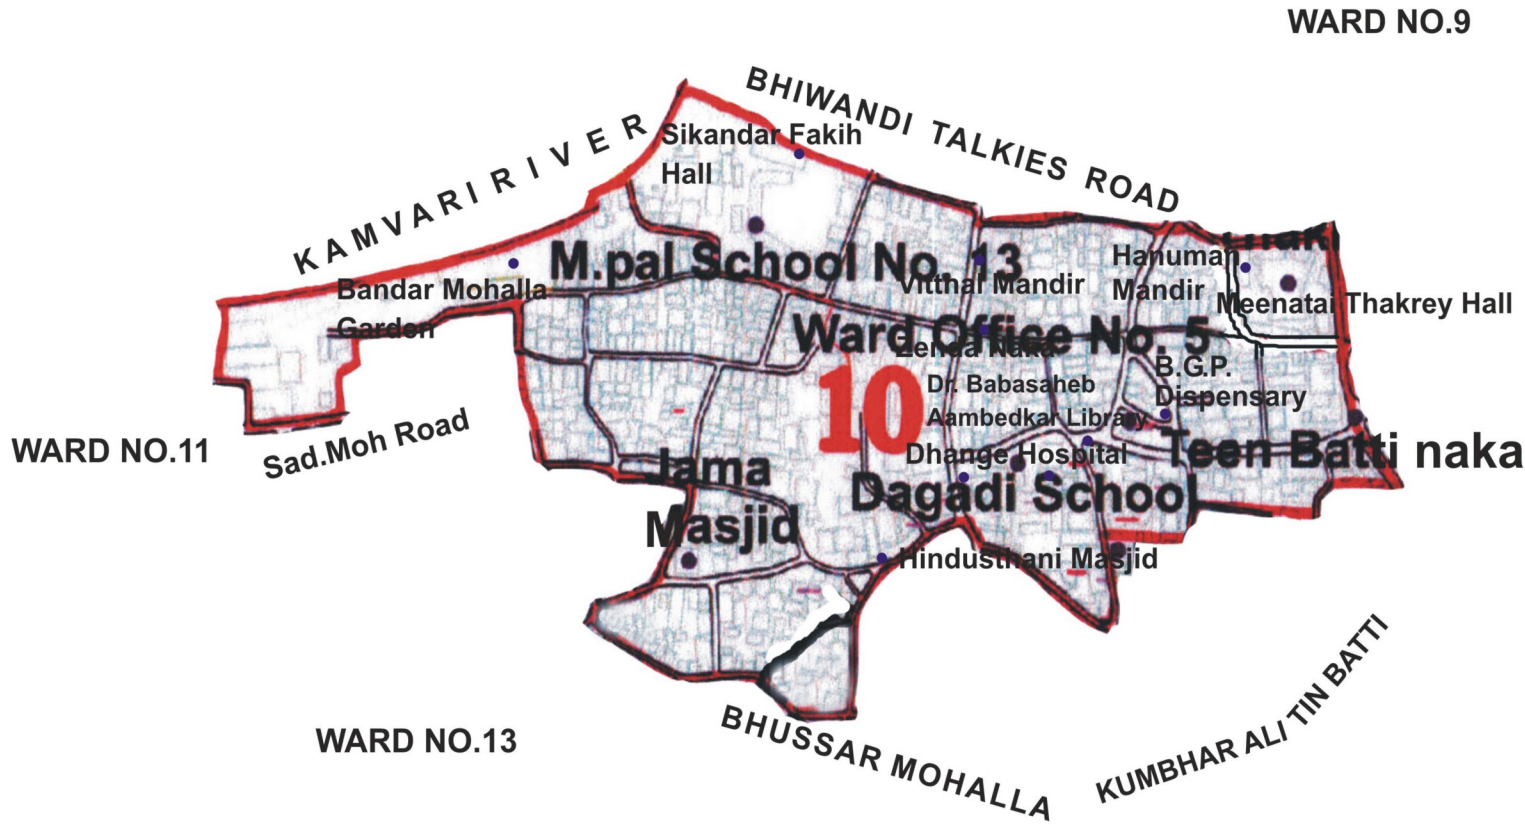 WARD NO.9
BHIWANDI TALKIES ROAD
KAMVARI RIVER
Sikandar Fakih
Hall
M.pal School No. 13
Hanuman
Mandir
Vitthal Mandir
Bandar Mohalla
Garden
Meenatai Thakrey Hall
Ward Office No. 5
Lenda Naka
B.G.P.
Dispensary
10
Dr. Babasaheb
Aambedkar Library
Sad.Moh Road
WARD NO.11
Dhange Hospital
Teen Batti naka
Jama
Masjid
Dagadi School
Hindusthani Masjid
WARD NO.13
BHUSSAR MOHALLA
KUMBHAR ALI/ TIN BATTI